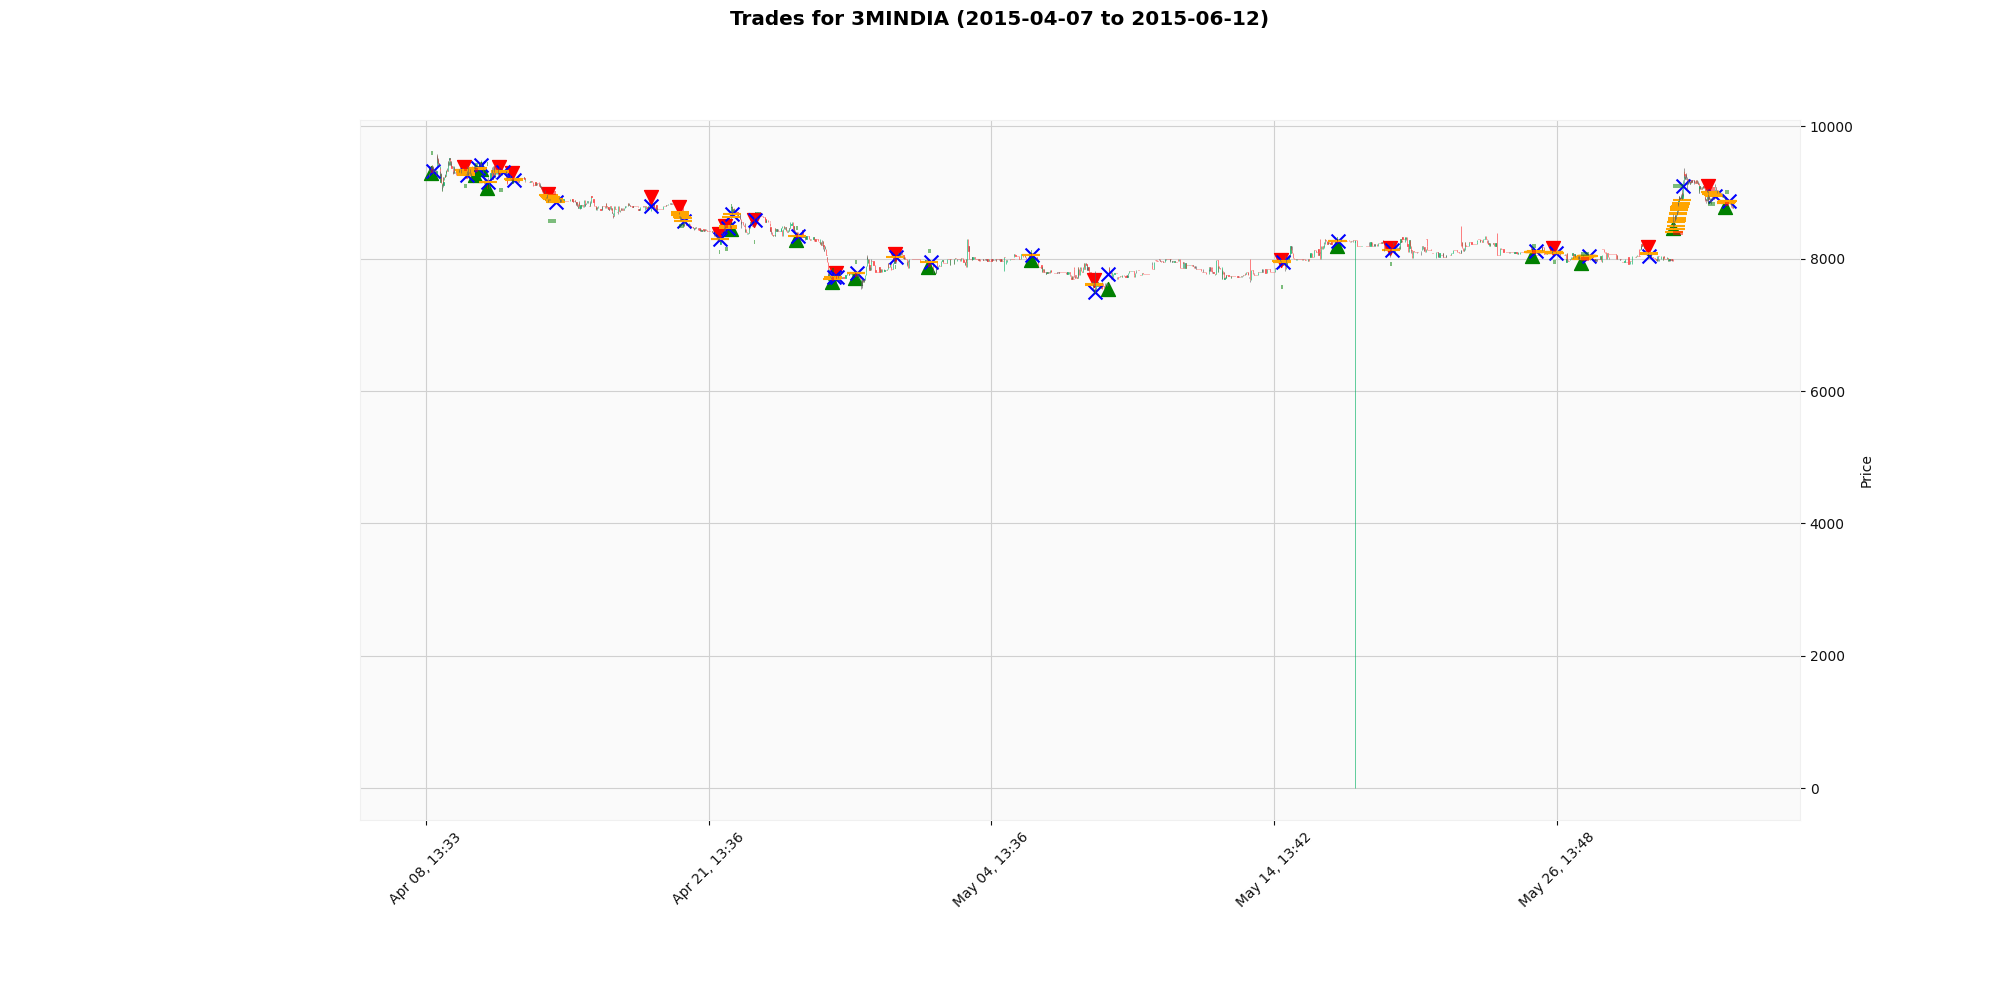 Trades for 3MINDIA (2015-04-07 to 2015-06-12)
10000
8000
6000
4000
2000
0
Price
Apr 08, 13:33
Apr 21, 13:36
May 04, 13:36
May 14, 13:42
May 26, 13:48